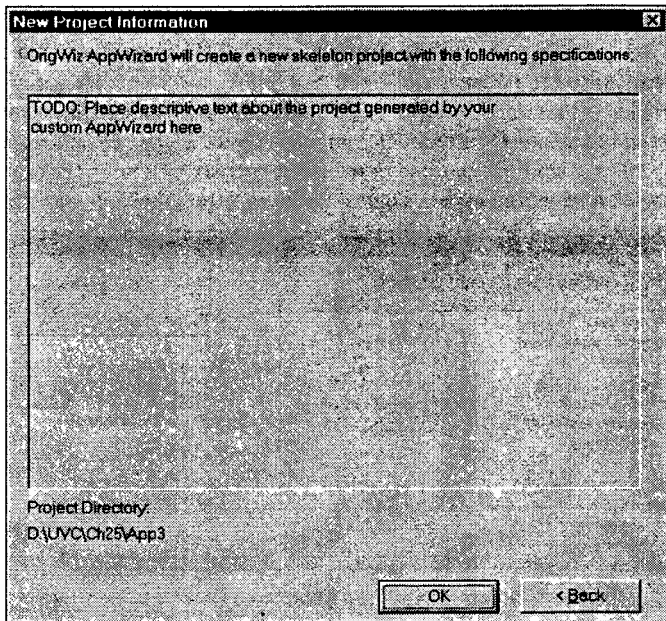 New Project Information
OrigWiz AppWizard will create a new skeleton project with the following specifications:
TODO: Place descriptive text about the project generated by your
custom AppWizard here
Project Directory:
D:\UVC\Ch25\App3
OK
< Back